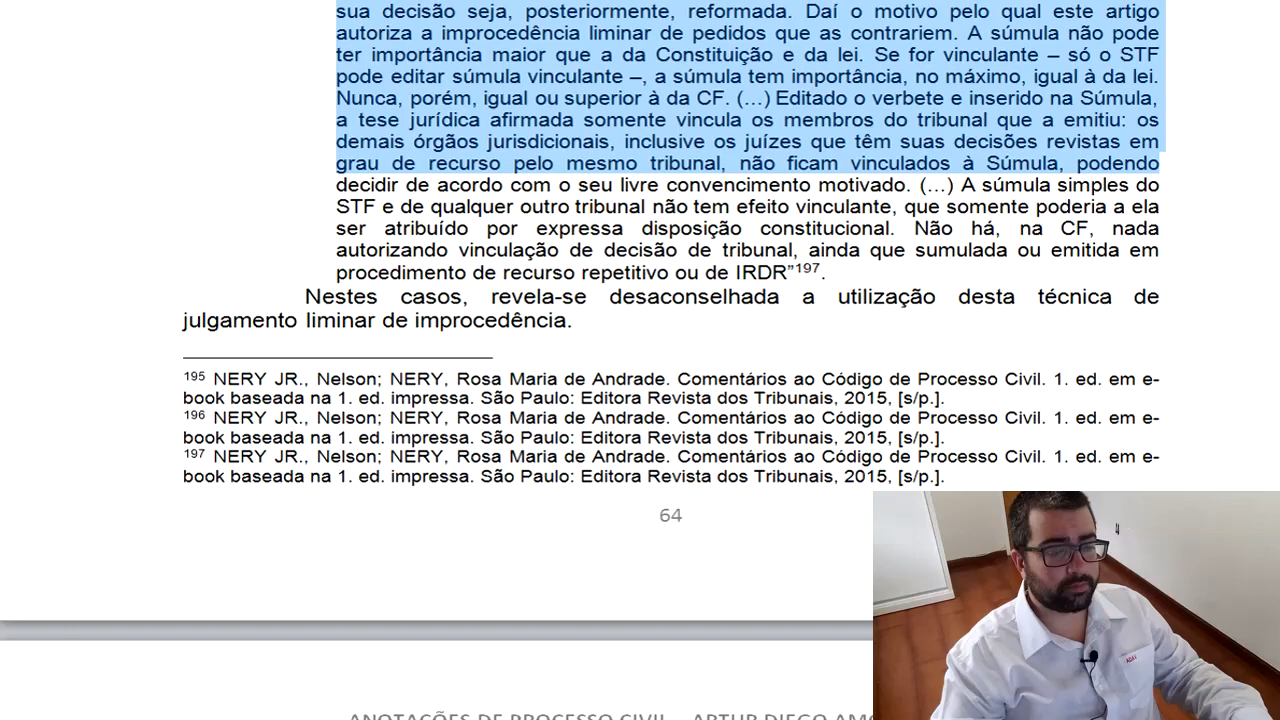 sua decisão seja, posteriormente, reformada. Daí o motivo pelo qual este artigo
autoriza a improcedência liminar de pedidos que as contrariem. A súmula não pode
ter importância maior que a da Constituição e da lei. Se for vinculante – só o STF
pode editar súmula vinculante –, a súmula tem importância, no máximo, igual à da lei.
Nunca, porém, igual ou superior à da CF. (...) Editado o verbete e inserido na Súmula,
a tese jurídica afirmada somente vincula os membros do tribunal que a emitiu: os
demais órgãos jurisdicionais, inclusive os juízes que têm suas decisões revistas em
grau de recurso pelo mesmo tribunal, não ficam vinculados à Súmula, podendo
decidir de acordo com o seu livre convencimento motivado. (...) A súmula simples do
STF e de qualquer outro tribunal não tem efeito vinculante, que somente poderia a ela
ser atribuído por expressa disposição constitucional. Não há, na CF, nada
autorizando vinculação de decisão de tribunal, ainda que sumulada ou emitida em
procedimento de recurso repetitivo ou de IRDR”197.
Nestes casos, revela-se desaconselhada a utilização desta técnica de
julgamento liminar de improcedência.
195 NERY JR., Nelson; NERY, Rosa Maria de Andrade. Comentários ao Código de Processo Civil. 1. ed. em e-
book baseada na 1. ed. impressa. São Paulo: Editora Revista dos Tribunais, 2015, [s/p.].
196 NERY JR., Nelson; NERY, Rosa Maria de Andrade. Comentários ao Código de Processo Civil. 1. ed. em e-
book baseada na 1. ed. impressa. São Paulo: Editora Revista dos Tribunais, 2015, [s/p.].
197 NERY JR., Nelson; NERY, Rosa Maria de Andrade. Comentários ao Código de Processo Civil. 1. ed. em e-
book baseada na 1. ed. impressa. São Paulo: Editora Revista dos Tribunais, 2015, [s/p.].
64
ANOTAÇÕES DE PROCESSO CIVIL – ARTUR DIEGO